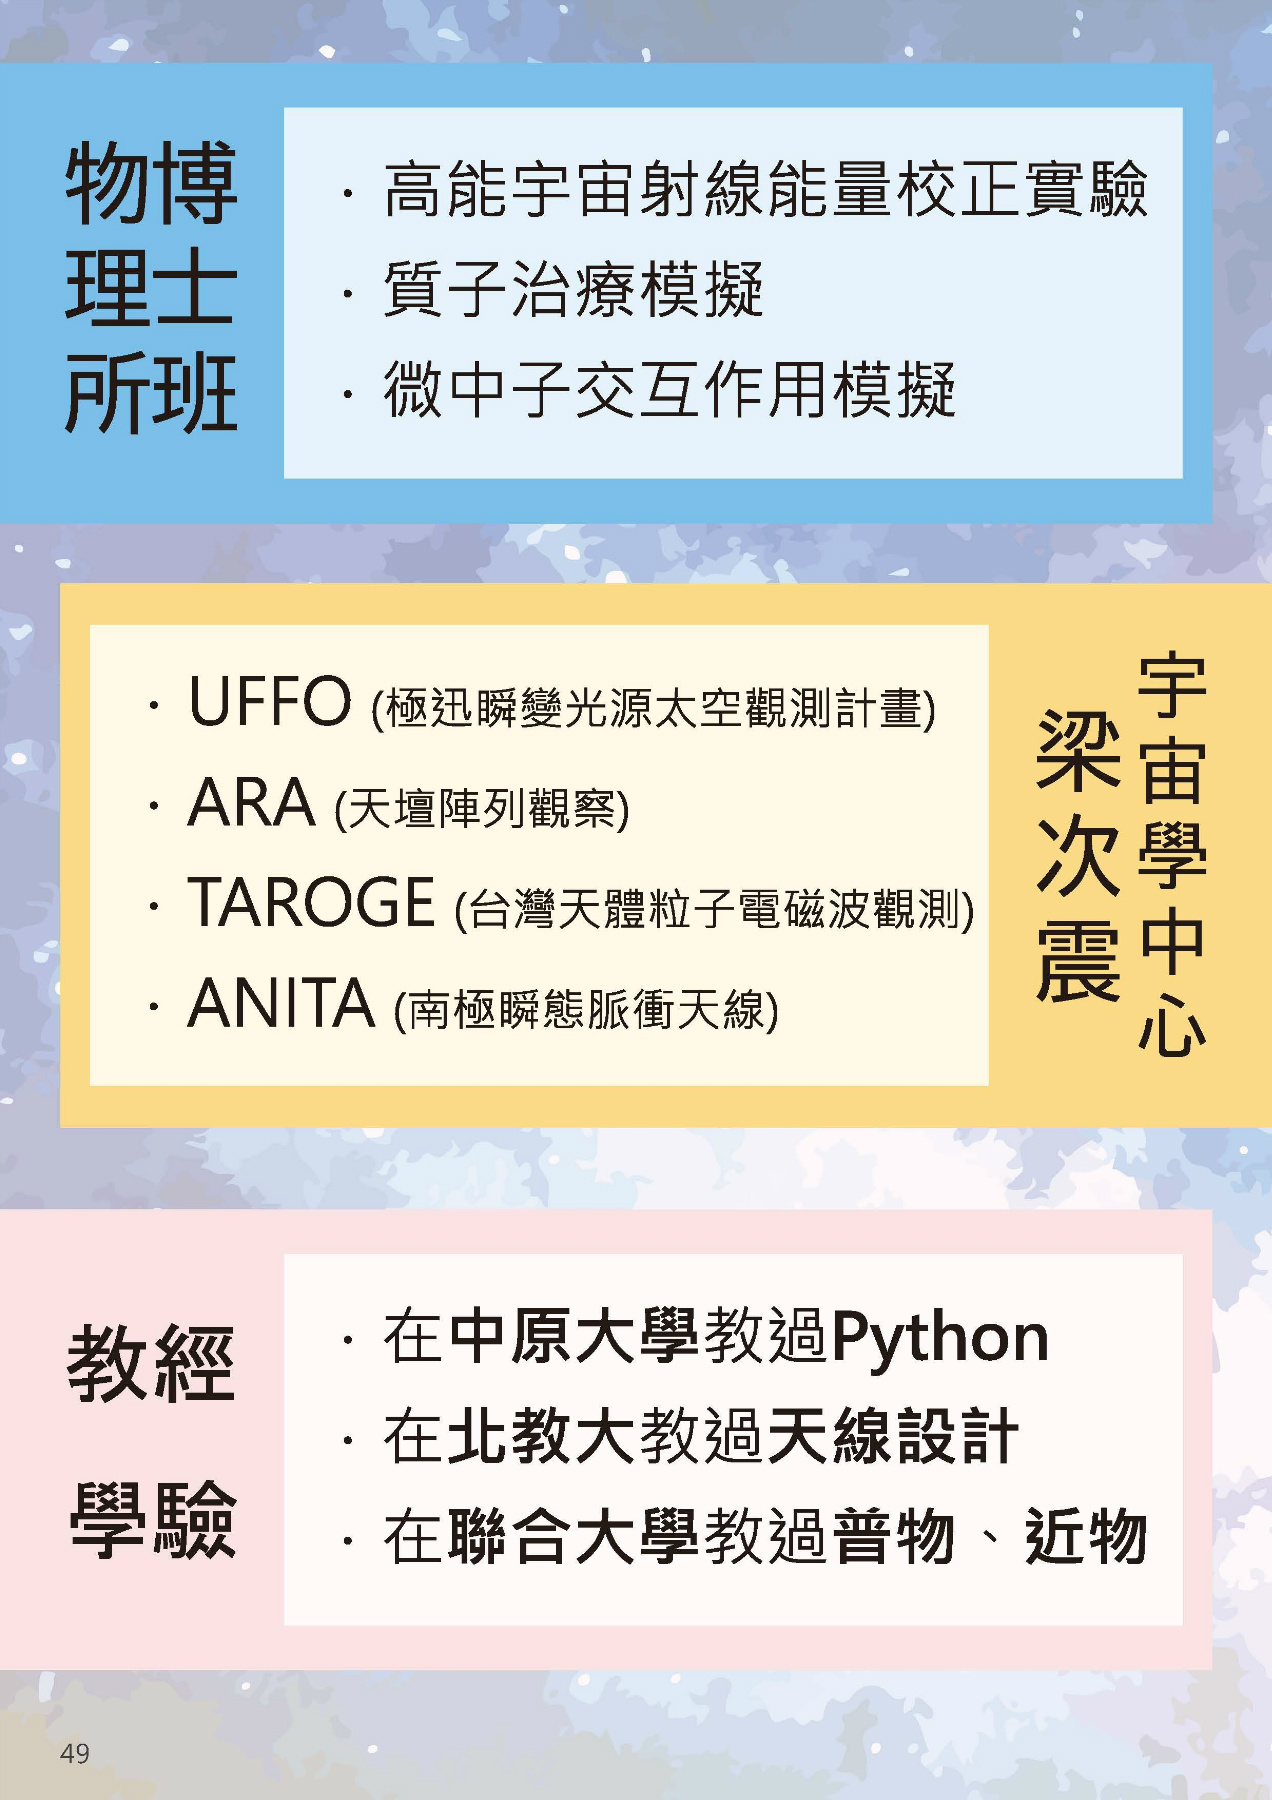 物理所
博士班
· 高能宇宙射線能量校正實驗
· 質子治療模擬
· 微中子交互作用模擬
宇宙學中心
梁次震
· UFFO (極迅瞬變光源太空觀測計畫)
· ARA (天壇陣列觀察)
· TAROGE (台灣天體粒子電磁波觀測)
· ANITA (南極瞬態脈衝天線)
教學
經驗
· 在中原大學教過Python
· 在北教大教過天線設計
· 在聯合大學教過普物、近物
49